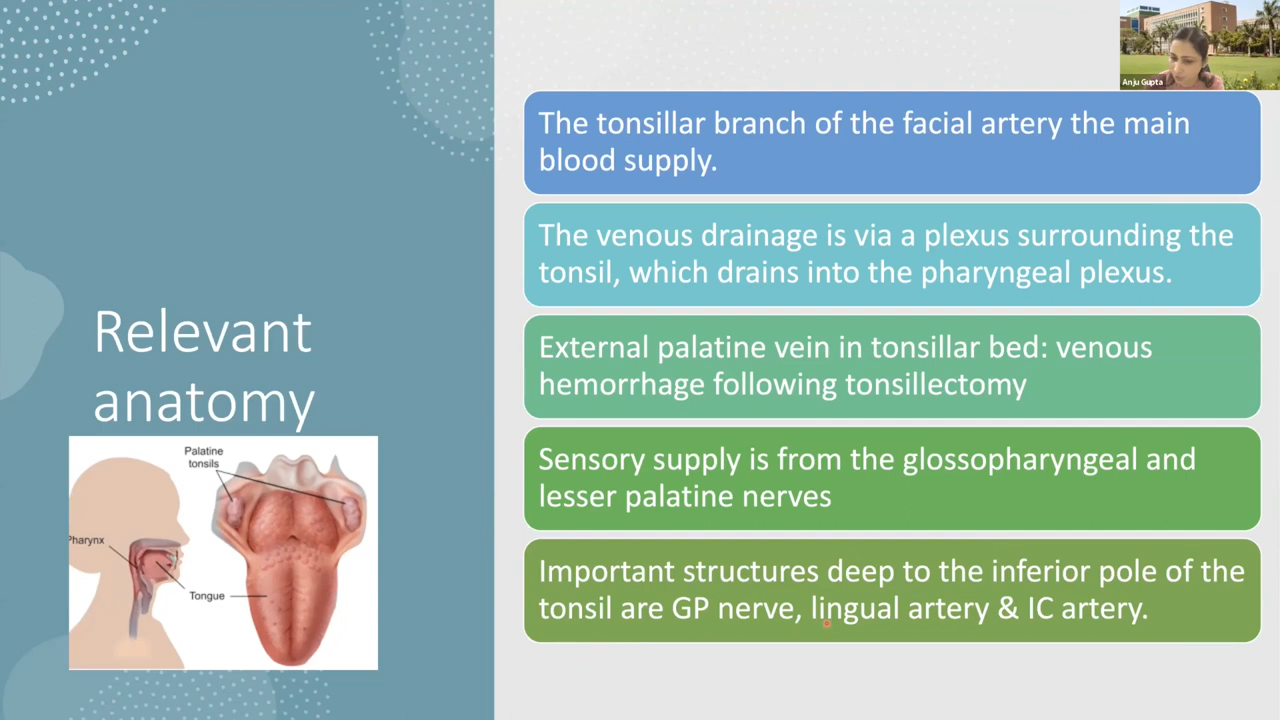 Anju Gupta
The tonsillar branch of the facial artery the main
blood supply.
The venous drainage is via a plexus surrounding the
tonsil, which drains into the pharyngeal plexus.
External palatine vein in tonsillar bed: venous
hemorrhage following tonsillectomy
Sensory supply is from the glossopharyngeal and
lesser palatine nerves
Important structures deep to the inferior pole of the
tonsil are GP nerve, lingual artery & IC artery.
Relevant
anatomy
Palatine
tonsils
Pharynx
Tongue